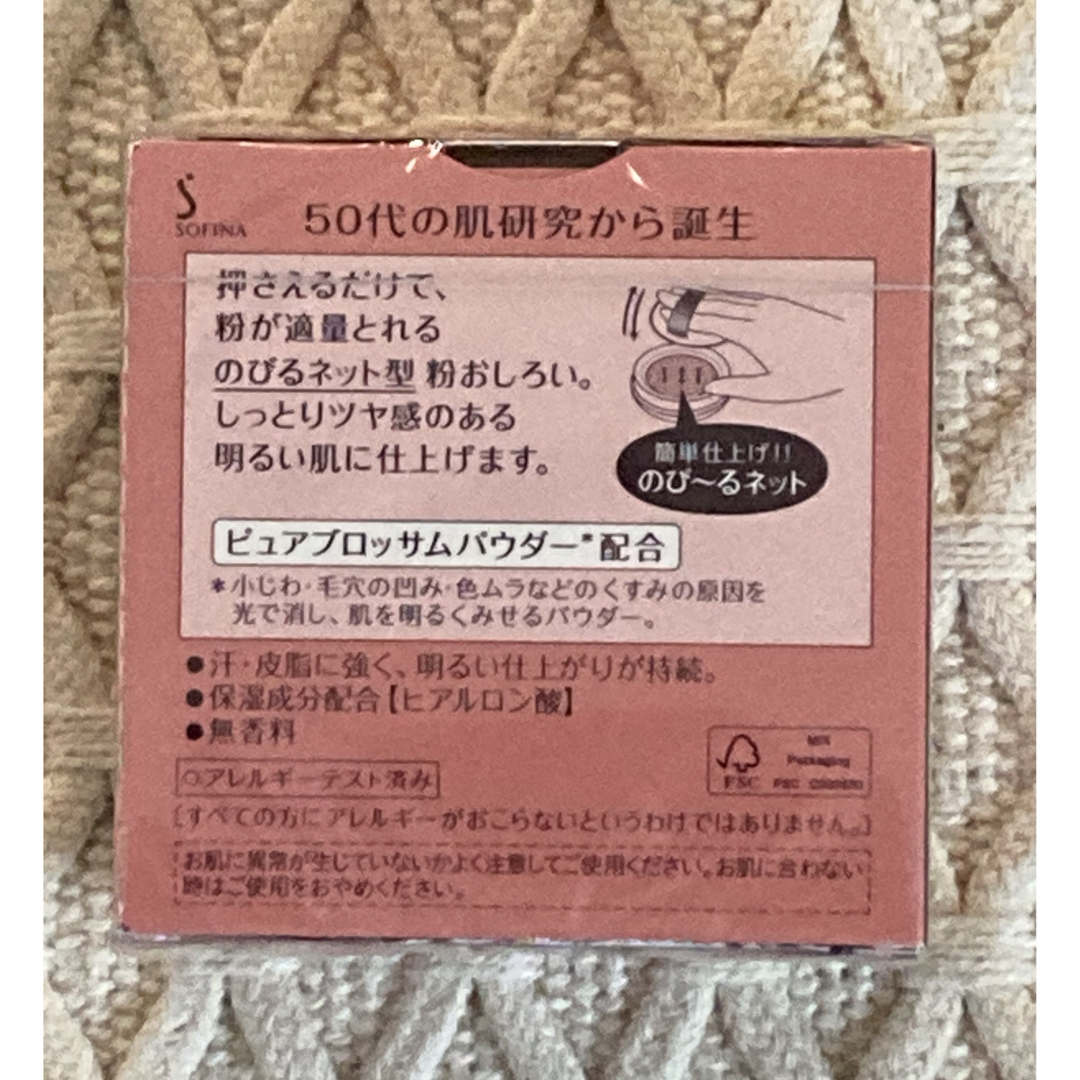 SOFINA
50代の肌研究から誕生
押さえるだけで、
粉が適量とれる
のびるネット型 粉おしろい。
しっとりツヤ感のある
明るい肌に仕上げます。
簡単仕上げ!!
のび〜るネット
ピュアブロッサムパウダー*配合
*小じわ・毛穴の凹み・色ムラなどのくすみの原因を
光で消し、肌を明るくみせるパウダー。
●汗・皮脂に強く、明るい仕上がりが持続。
●保湿成分配合【ヒアルロン酸】
●無香料
○アレルギーテスト済み
[すべての方にアレルギーがおこらないというわけではありません。]
お肌に異常が生じていないかよく注意してご使用ください。お肌に合わない
時はご使用をおやめください。
MIX
Packaging
FSC FSC